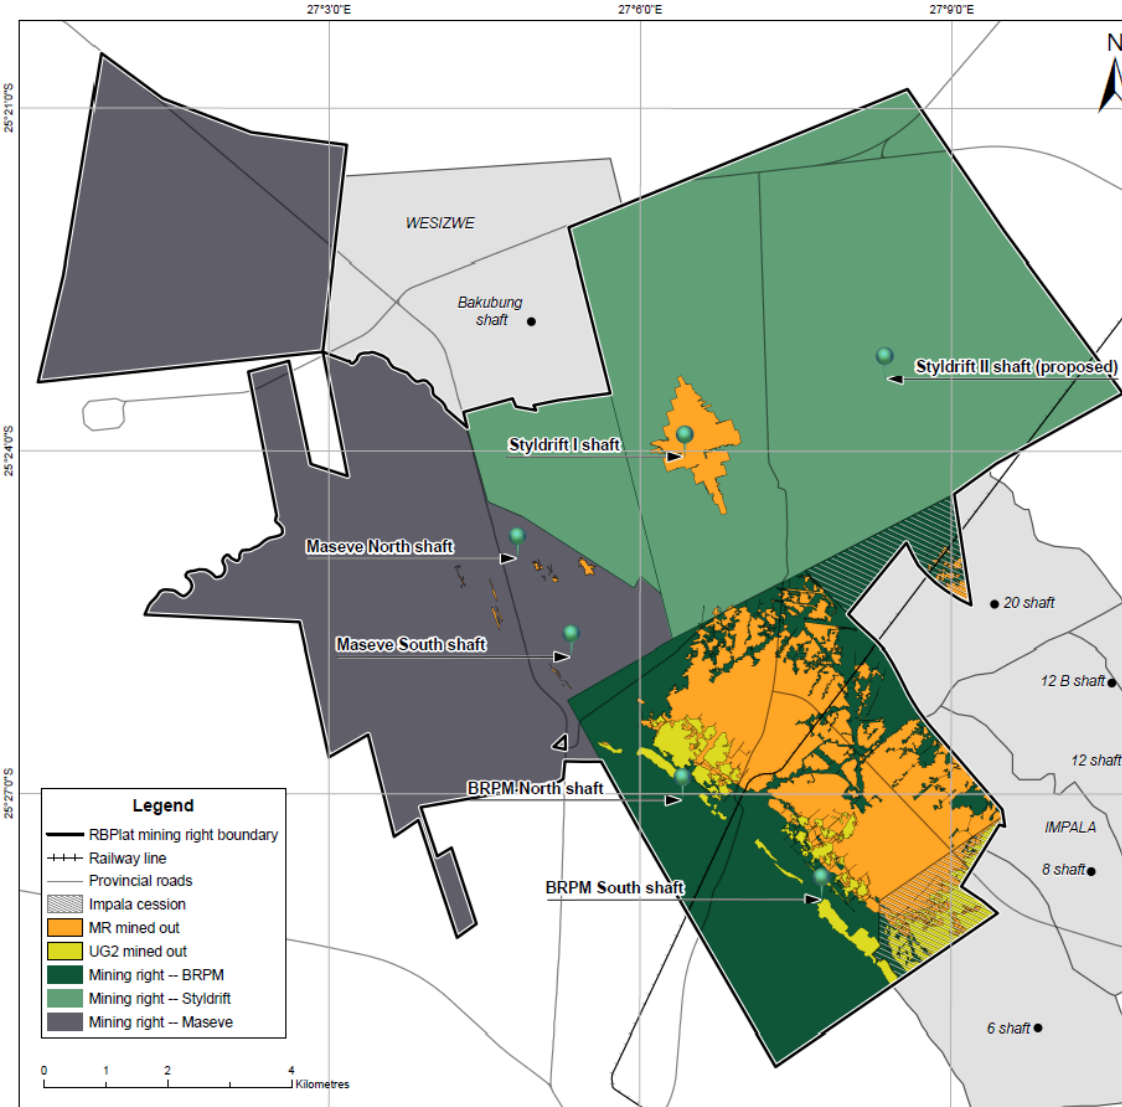 27°3'0"E
27°6'0"E
27°9'0"E
N
25°21'0"S
WESIZWE
Bakubung
shaft
Styldrift II shaft (proposed)
25°24'0"S
Styldrift I shaft
Maseve North shaft
20 shaft
Maseve South shaft
12 B shaft
12 shaft
25°27'0"S
BRPM North shaft
IMPALA
8 shaft
BRPM South shaft
6 shaft
Legend
RBPlat mining right boundary
Railway line
Provincial roads
Impala cession
MR mined out
UG2 mined out
Mining right -- BRPM
Mining right -- Styldrift
Mining right -- Maseve
0 1 2 4
Kilometres